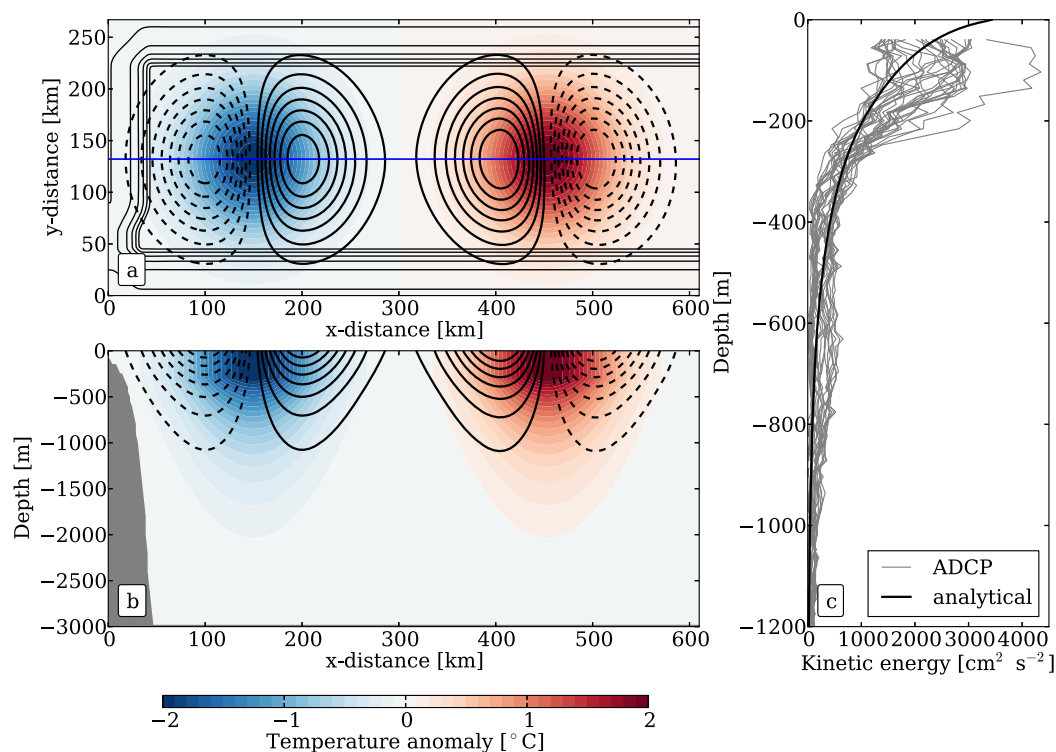 250
200
150
100
50
0
y-distance [km]
a
0 100 200 300 400 500 600
x-distance [km]
0
−500
−1000
−1500
−2000
−2500
−3000
Depth [m]
b
0 100 200 300 400 500 600
x-distance [km]
−2 −1 0 1 2
Temperature anomaly [°C]
0
−200
−400
−600
−800
−1000
−1200
Depth [m]
ADCP
analytical
c
0 1000 2000 3000 4000
Kinetic energy [cm² s⁻²]